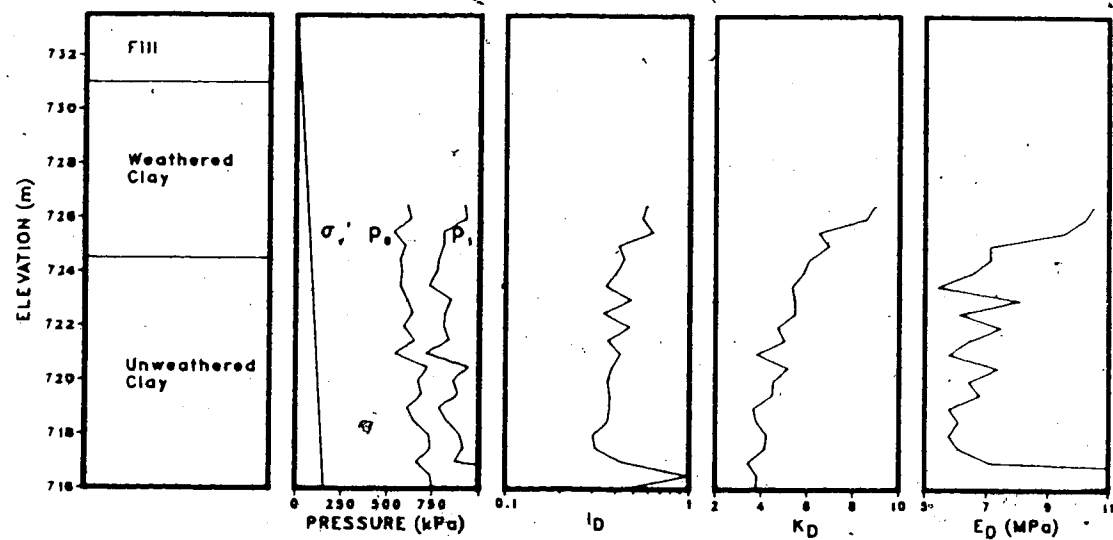 ELEVATION (m)
732
730
728
726
724
722
720
718
716
Fill
Weathered
Clay
Unweathered
Clay
σv' P0 P1
0 250 500 750
PRESSURE (kPa)
0.1 1
ID
2 4 6 8 10
KD
5 7 9 11
ED (MPa)